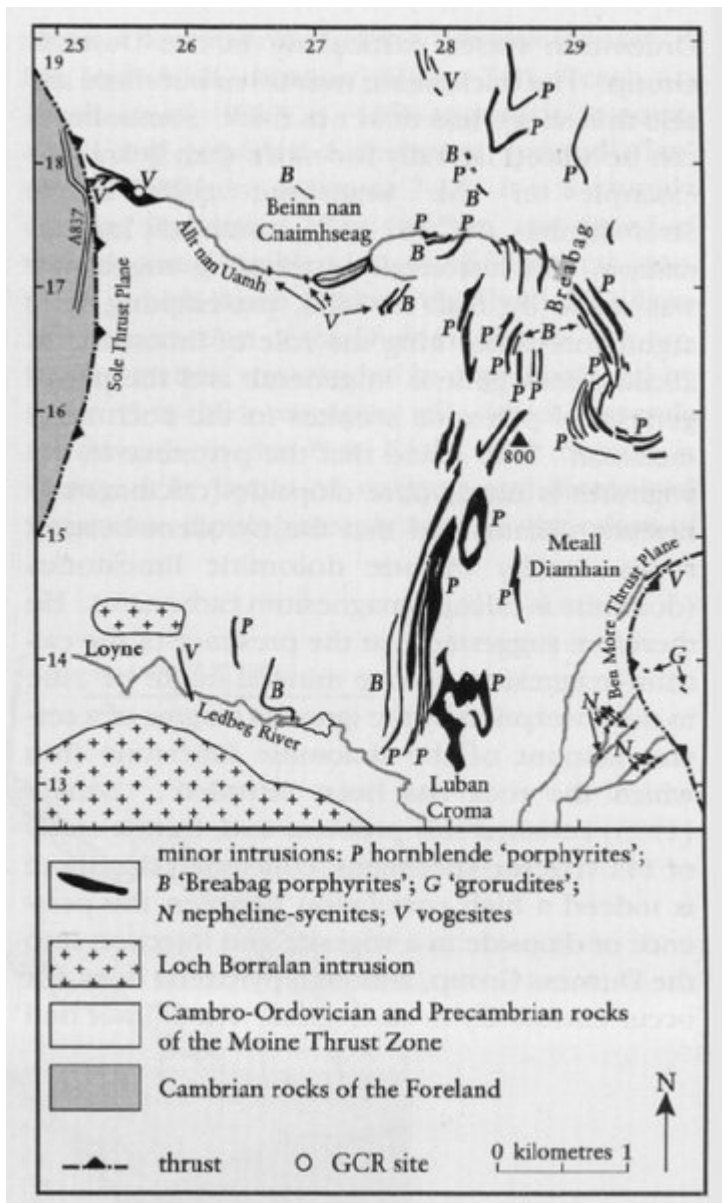 25 26 27 28 29
19
V
P
P
B
P
P
B
18
V
B
Beinn nan
Cnaimhseag
A837
Allt nan Uamh
P P
B
Breabag
17
Sole Thrust Plane
V
B
P
P
P
B
P
P P
P
16
P
P
800
15
P
Meall
Diamhain
P
P
Ben More Thrust Plane
V
P
Loyne
14
V
B
B
P
G
Ledbeg River
N
N
P P
13
Luban
Croma
minor intrusions: P hornblende ‘porphyrites’;
B ‘Breabag porphyrites’; G ‘grorudites’;
N nepheline-syenites; V vogesites
Loch Borralan intrusion
Cambro-Ordovician and Precambrian rocks
of the Moine Thrust Zone
Cambrian rocks of the Foreland
N
thrust
GCR site
0 kilometres 1